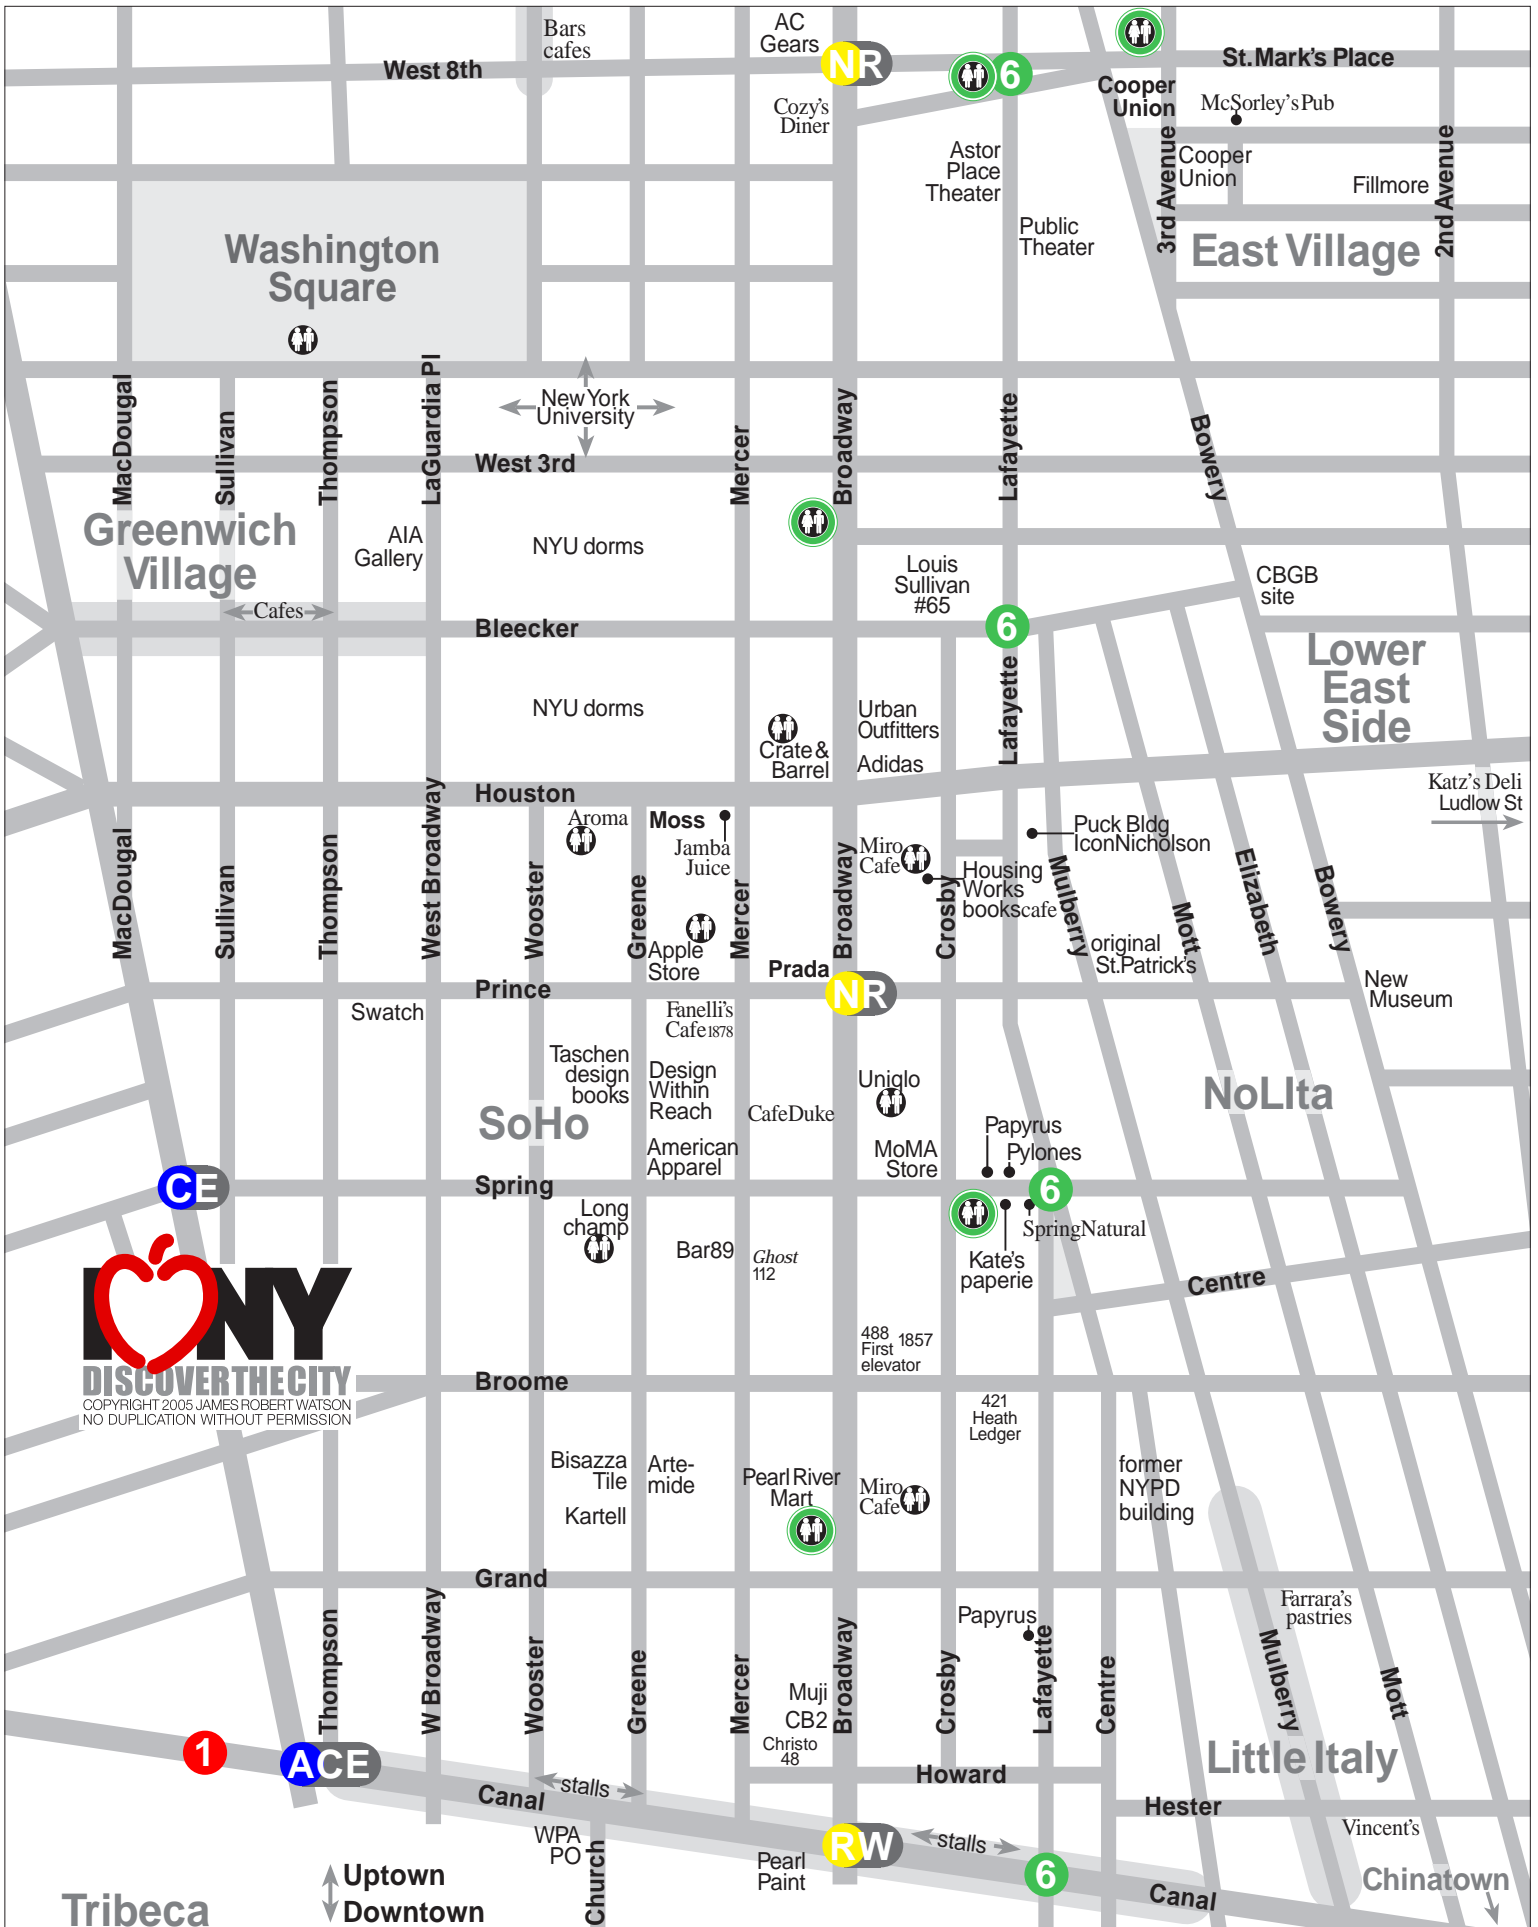 Bars
cafes
AC
Gears
NR
6
West 8th
St. Mark's Place
Cooper
Union
McSorley's Pub
Cozy's
Diner
Astor
Place
Theater
3rd Avenue
Cooper
Union
Fillmore
2nd Avenue
Public
Theater
Washington
Square
East Village
MacDougal
Sullivan
Thompson
LaGuardia Pl
New York
University
Mercer
Broadway
Lafayette
Bowery
West 3rd
Greenwich
Village
AIA
Gallery
NYU dorms
Louis
Sullivan
#65
CBGB
site
Cafes
Bleecker
6
Lower
East
Side
Lafayette
NYU dorms
Urban
Outfitters
Crate &
Barrel
Adidas
Houston
Katz's Deli
Ludlow St
Aroma
Moss
Jamba
Juice
Miro
Cafe
Puck Bldg
IconNicholson
Housing
Works
bookscafe
MacDougal
Sullivan
Thompson
West Broadway
Wooster
Greene
Mercer
Broadway
Crosby
Mulberry
Mott
Elizabeth
Bowery
Apple
Store
Prada
original
St.Patrick's
Prince
NR
New
Museum
Swatch
Fanelli's
Cafe 1878
Taschen
design
books
Design
Within
Reach
Uniqlo
NoLIta
SoHo
CafeDuke
Papyrus
Pylones
American
Apparel
MoMA
Store
CE
Spring
6
Long
champ
SpringNatural
Bar89
Ghost
112
Kate's
paperie
Centre
I NY
DISCOVER THE CITY
COPYRIGHT 2005 JAMES ROBERT WATSON
NO DUPLICATION WITHOUT PERMISSION
488
First
elevator
1857
Broome
421
Heath
Ledger
Bisazza
Tile
Arte-
mide
Pearl River
Mart
Miro
Cafe
former
NYPD
building
Kartell
Grand
Farrara's
pastries
Papyrus
Thompson
W Broadway
Wooster
Greene
Mercer
Broadway
Crosby
Lafayette
Centre
Mulberry
Mott
Muji
CB2
Christo
48
1
ACE
Howard
Little Italy
stalls
Canal
Hester
WPA
PO
Church
RW
stalls
Vincent's
Pearl
Paint
6
Canal
Chinatown
Uptown
Downtown
Tribeca